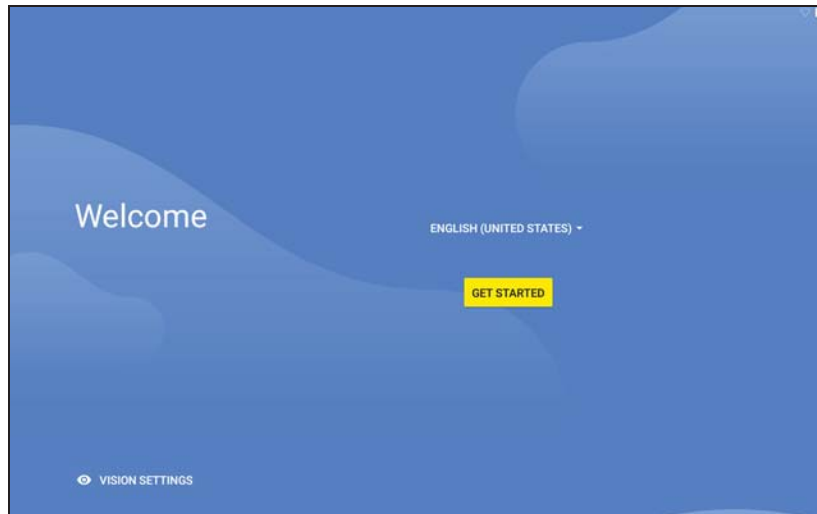 Welcome
ENGLISH (UNITED STATES)
GET STARTED
VISION SETTINGS